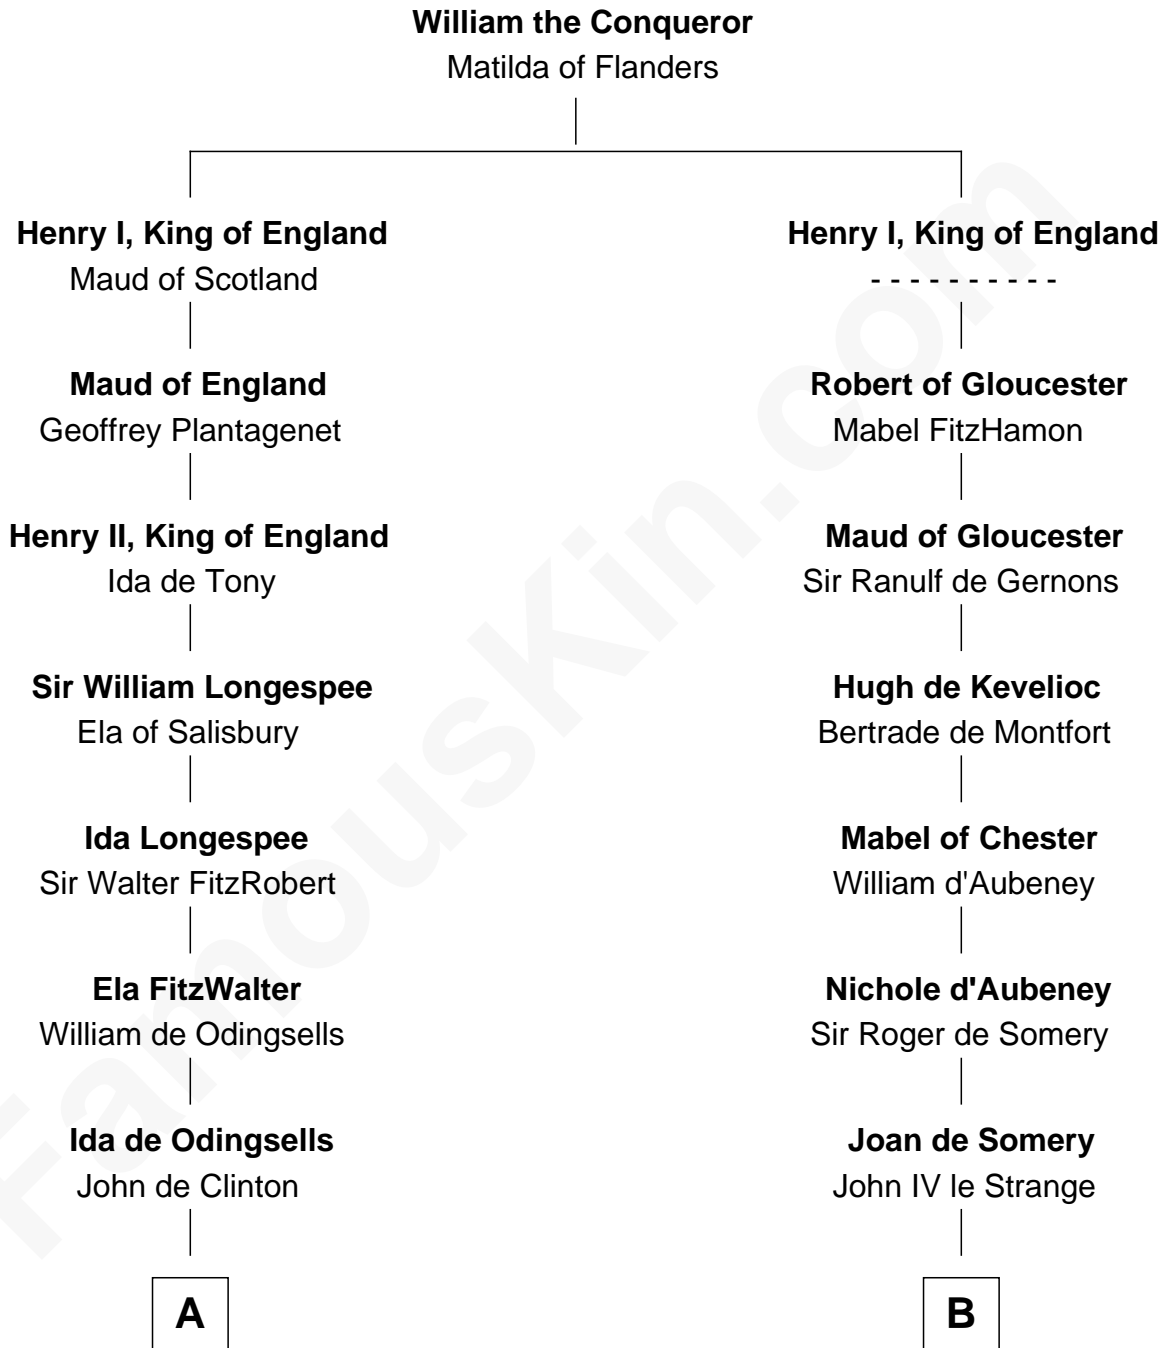 William the Conqueror
Matilda of Flanders
Henry I, King of England
Maud of Scotland
Maud of England
Geoffrey Plantagenet
Henry II, King of England
Ida de Tony
Sir William Longespee
Ela of Salisbury
Ida Longespee
Sir Walter FitzRobert
Ela FitzWalter
William de Odingsells
Ida de Odingsells
John de Clinton
A
Henry I, King of England
- - - - - - - - - -
Robert of Gloucester
Mabel FitzHamon
Maud of Gloucester
Sir Ranulf de Gernons
Hugh de Kevelioc
Bertrade de Montfort
Mabel of Chester
William d'Aubeney
Nichole d'Aubeney
Sir Roger de Somery
Joan de Somery
John IV le Strange
B
FamousKin.com